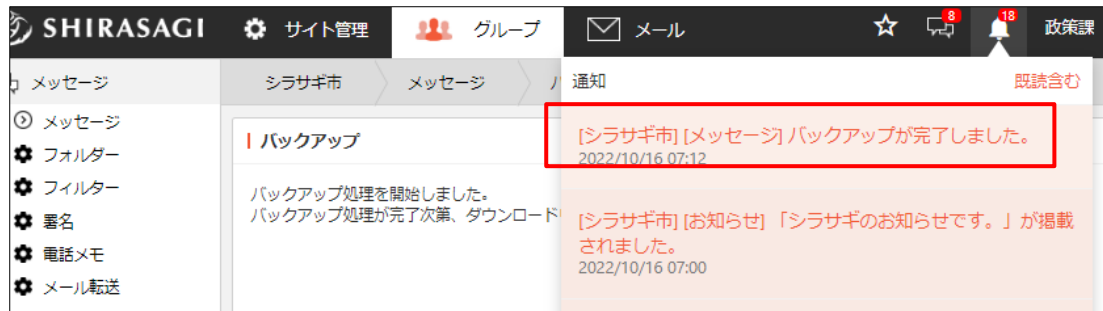 SHIRASAGI サイト管理 グループ メール 8 18 政策課
メッセージ シラサギ市 メッセージ
通知 既読含む
メッセージ
フォルダー
フィルター
署名
電話メモ
メール転送
バックアップ
バックアップ処理を開始しました。
バックアップ処理が完了次第、ダウンロード
[シラサギ市] [メッセージ] バックアップが完了しました。
2022/10/16 07:12
[シラサギ市] [お知らせ] 「シラサギのお知らせです。」が掲載
されました。
2022/10/16 07:00